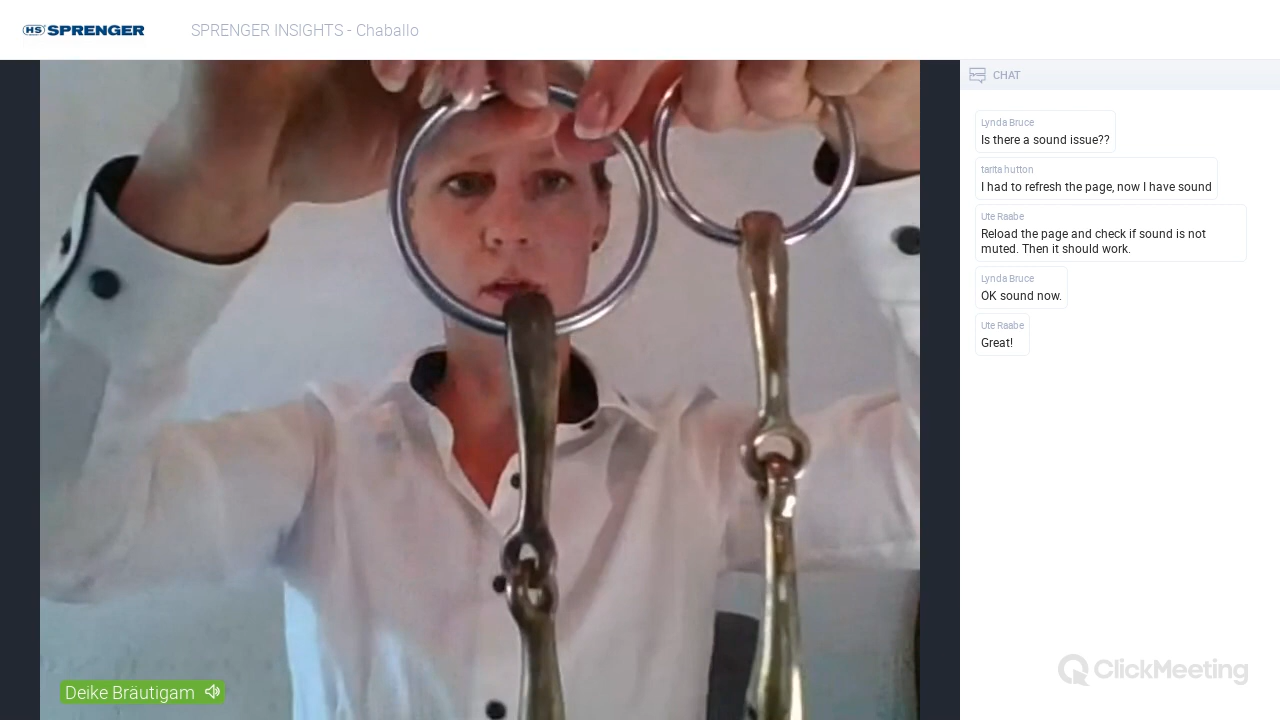 HS SPRENGER
SPRENGER INSIGHTS - Chaballo
CHAT
Lynda Bruce
Is there a sound issue??
tarita hutton
I had to refresh the page, now I have sound
Ute Raabe
Reload the page and check if sound is not
muted. Then it should work.
Lynda Bruce
OK sound now.
Ute Raabe
Great!
Deike Bräutigam
ClickMeeting